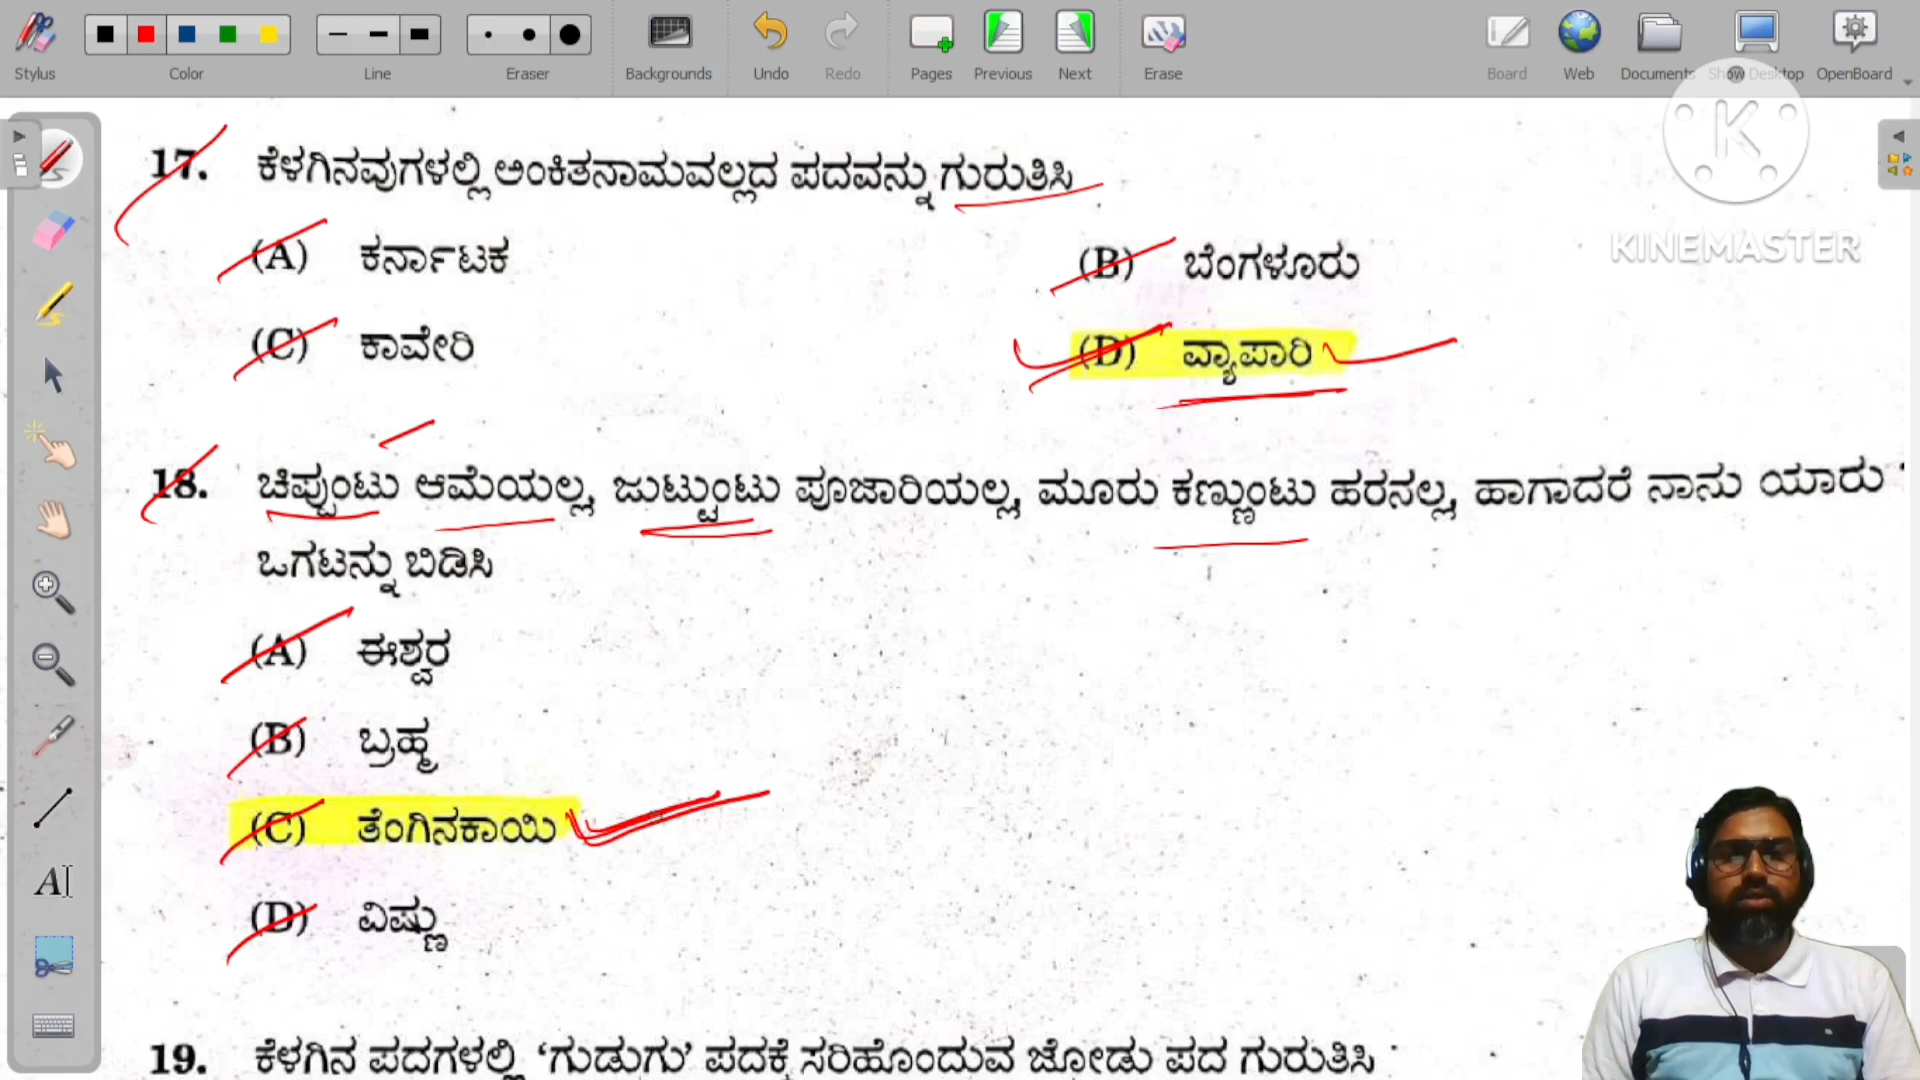 Stylus
Color
Line
Eraser
Backgrounds
Undo
Redo
Pages
Previous
Next
Erase
Board
Web
Documents
Show Desktop
OpenBoard
K
KINEMASTER
17. ಕೆಳಗಿನವುಗಳಲ್ಲಿ ಅಂಕಿತನಾಮವಲ್ಲದ ಪದವನ್ನು ಗುರುತಿಸಿ
(A) ಕರ್ನಾಟಕ
(B) ಬೆಂಗಳೂರು
(C) ಕಾವೇರಿ
(D) ವ್ಯಾಪಾರಿ
18. ಚಿಪ್ಪುಂಟು ಆಮೆಯಲ್ಲ, ಜುಟ್ಟುಂಟು ಪೂಜಾರಿಯಲ್ಲ, ಮೂರು ಕಣ್ಣುಂಟು ಹರನಲ್ಲ, ಹಾಗಾದರೆ ನಾನು ಯಾರು
ಒಗಟನ್ನು ಬಿಡಿಸಿ
(A) ಈಶ್ವರ
(B) ಬ್ರಹ್ಮ
(C) ತೆಂಗಿನಕಾಯಿ
(D) ವಿಷ್ಣು
19. ಕೆಳಗಿನ ಪದಗಳಲ್ಲಿ ‘ಗುಡುಗು’ ಪದಕ್ಕೆ ಸರಿಹೊಂದುವ ಜೋಡು ಪದ ಗುರುತಿಸಿ